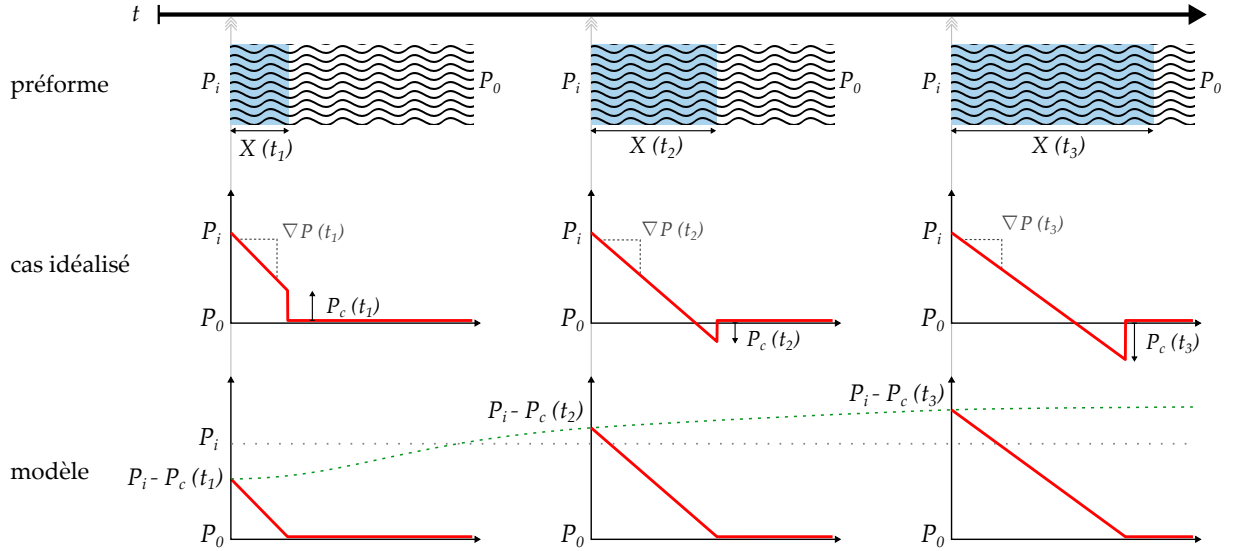 t
préforme P_i P_0 P_i P_0 P_i P_0
X (t_1) X (t_2) X (t_3)
cas idéalisé
P_i ∇P (t_1) P_i ∇P (t_2) P_i ∇P (t_3)
P_c (t_1) P_c (t_2) P_c (t_3)
P_0 P_0 P_0
modèle
P_i - P_c (t_2) P_i - P_c (t_3)
P_i
P_i - P_c (t_1)
P_0